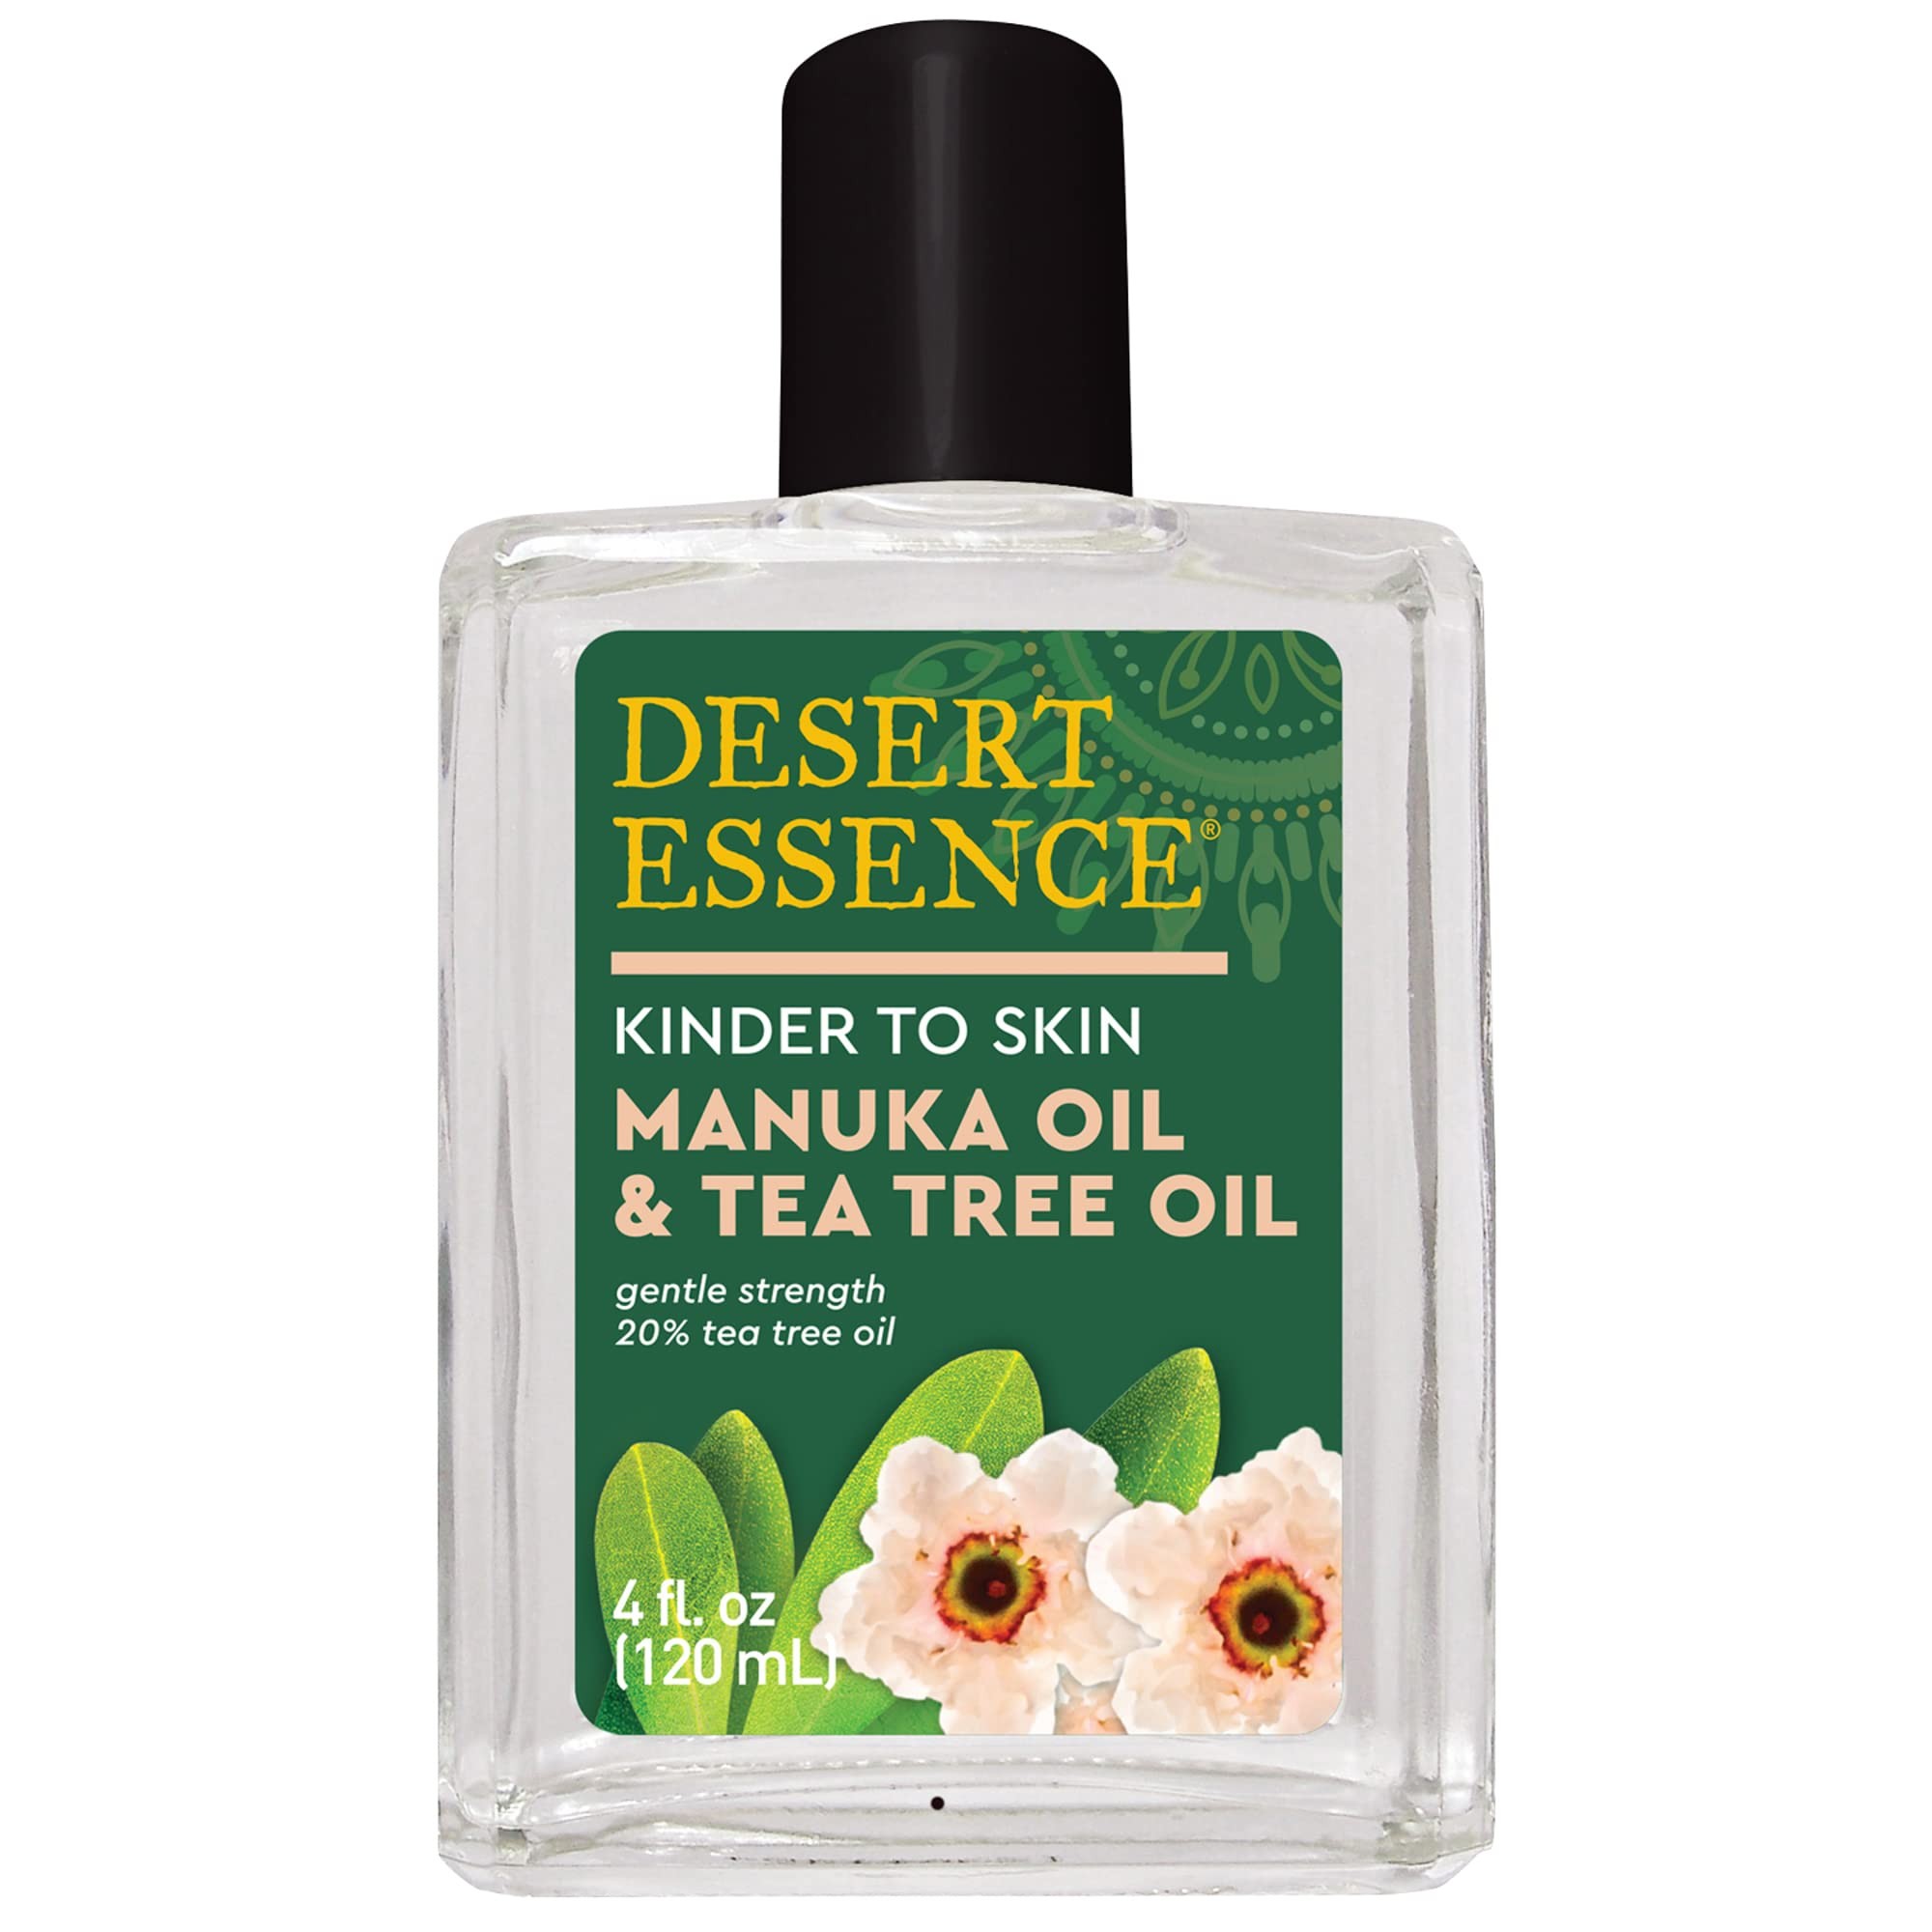 DESERT
ESSENCE®
KINDER TO SKIN
MANUKA OIL
& TEA TREE OIL
gentle strength
20% tea tree oil
4 fl. oz
(120 mL)